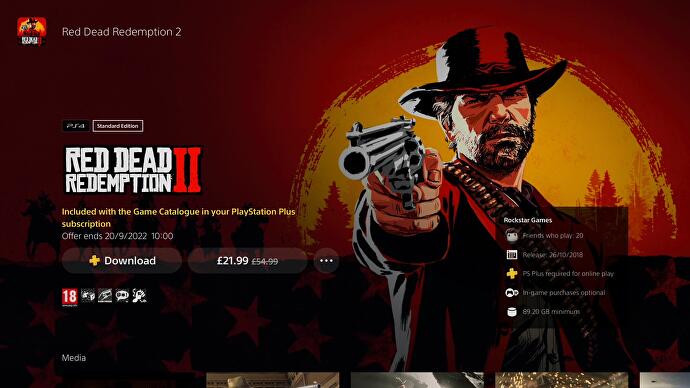 Red Dead Redemption 2
PS4 Standard Edition
RED DEAD
REDEMPTION II
Included with the Game Catalogue in your PlayStation Plus
subscription
Offer ends 20/9/2022 10:00
Download £21.99 £54.99 •••
18
Rockstar Games
Friends who play: 20
Release: 26/10/2018
PS Plus required for online play
In-game purchases optional
89.20 GB minimum
Media